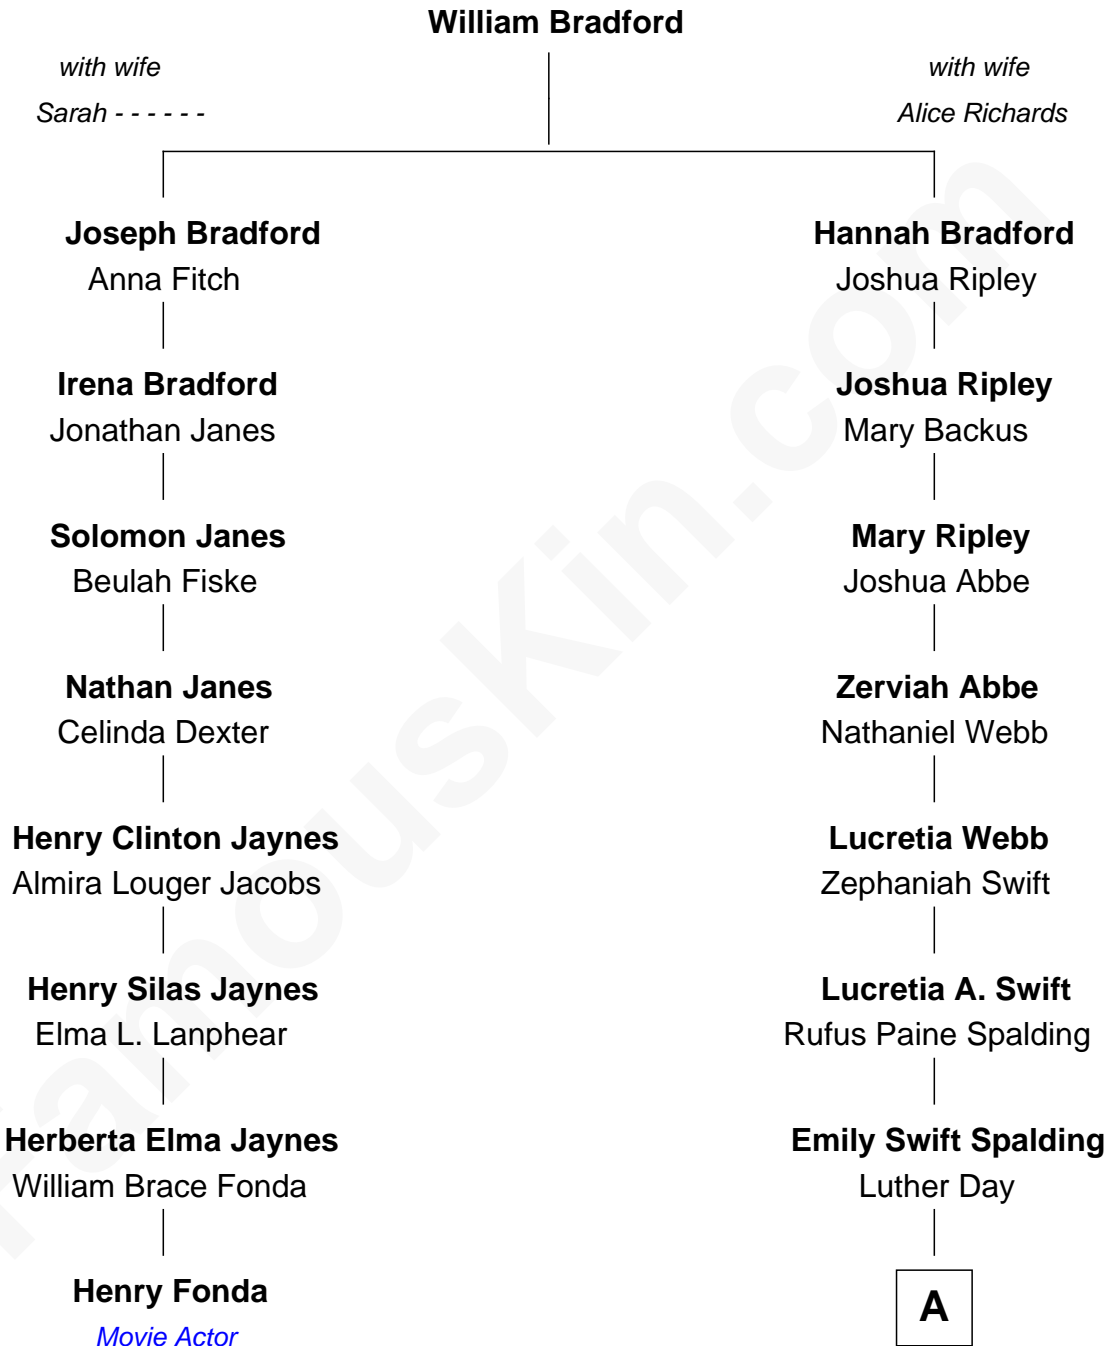 William Bradford
with wife
Sarah - - - - - -
with wife
Alice Richards
Joseph Bradford
Anna Fitch
Hannah Bradford
Joshua Ripley
Irena Bradford
Jonathan Janes
Joshua Ripley
Mary Backus
Solomon Janes
Beulah Fiske
Mary Ripley
Joshua Abbe
Nathan Janes
Celinda Dexter
Zerviah Abbe
Nathaniel Webb
Henry Clinton Jaynes
Almira Louger Jacobs
Lucretia Webb
Zephaniah Swift
Henry Silas Jaynes
Elma L. Lanphear
Lucretia A. Swift
Rufus Paine Spalding
Herberta Elma Jaynes
William Brace Fonda
Emily Swift Spalding
Luther Day
Henry Fonda
Movie Actor
A
FamousKin.com